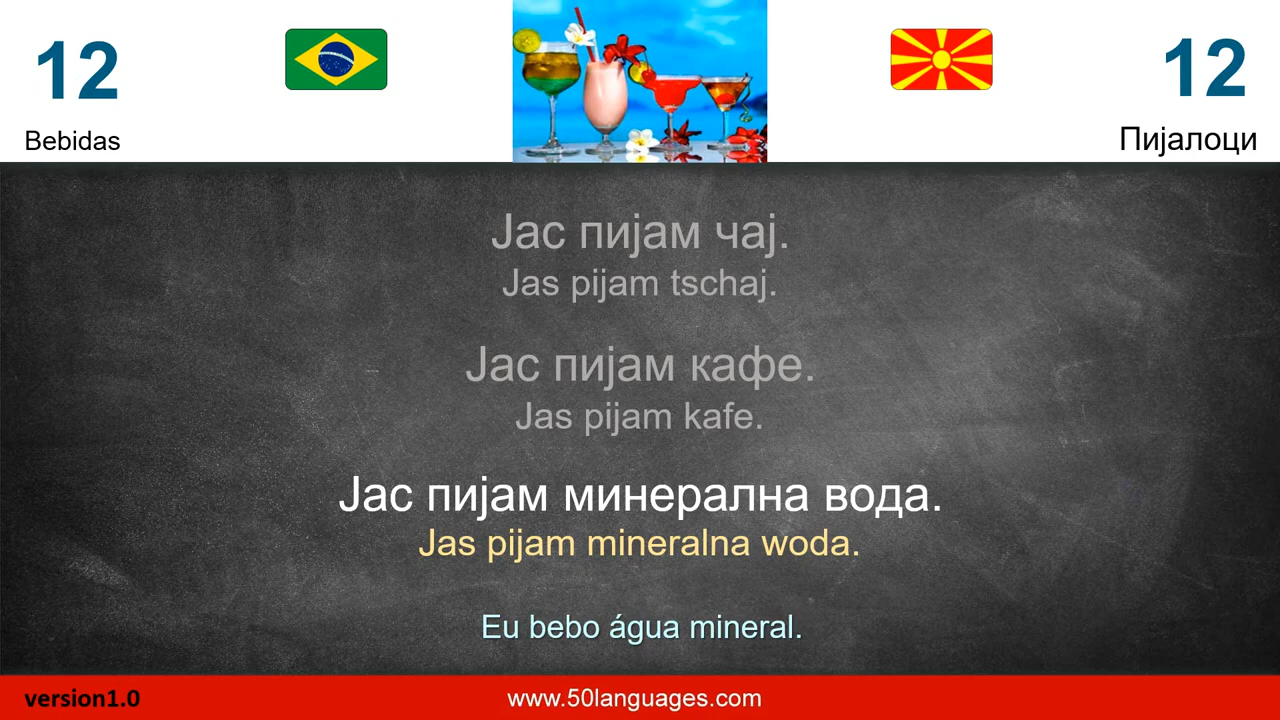 12
12
Bebidas
Пијалоци
Јас пијам чај.
Jas pijam tschaj.
Јас пијам кафе.
Jas pijam kafe.
Јас пијам минерална вода.
Jas pijam mineralna woda.
Eu bebo água mineral.
version1.0
www.50languages.com